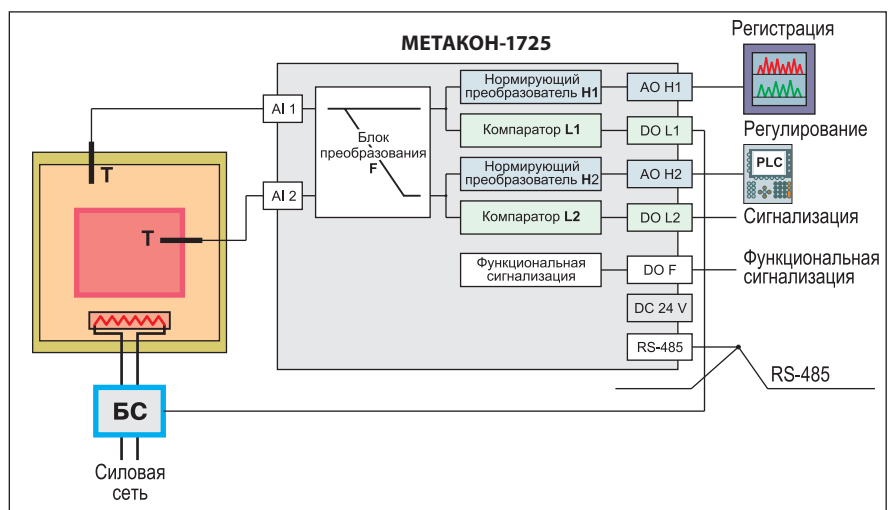 МЕТАКОН-1725
Регистрация
AI 1
Блок
преобразования
F
Нормирующий
преобразователь H1
AO H1
Компаратор L1
DO L1
Регулирование
PLC
T
AI 2
Нормирующий
преобразователь H2
AO H2
T
Компаратор L2
DO L2
Сигнализация
Функциональная
сигнализация
DO F
Функциональная
сигнализация
DC 24 V
RS-485
RS-485
БС
Силовая
сеть